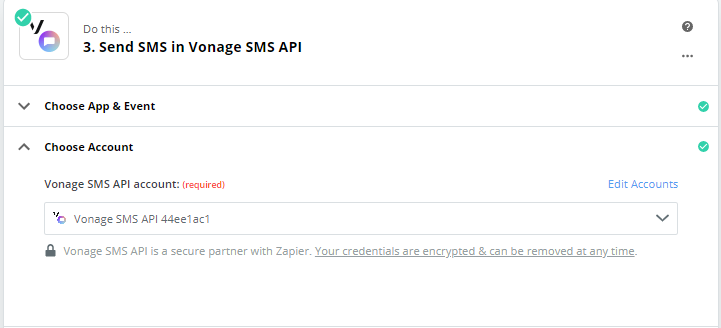 Do this ...
3. Send SMS in Vonage SMS API
Choose App & Event
Choose Account
Vonage SMS API account: (required) Edit Accounts
Vonage SMS API 44ee1ac1
Vonage SMS API is a secure partner with Zapier. Your credentials are encrypted & can be removed at any time.